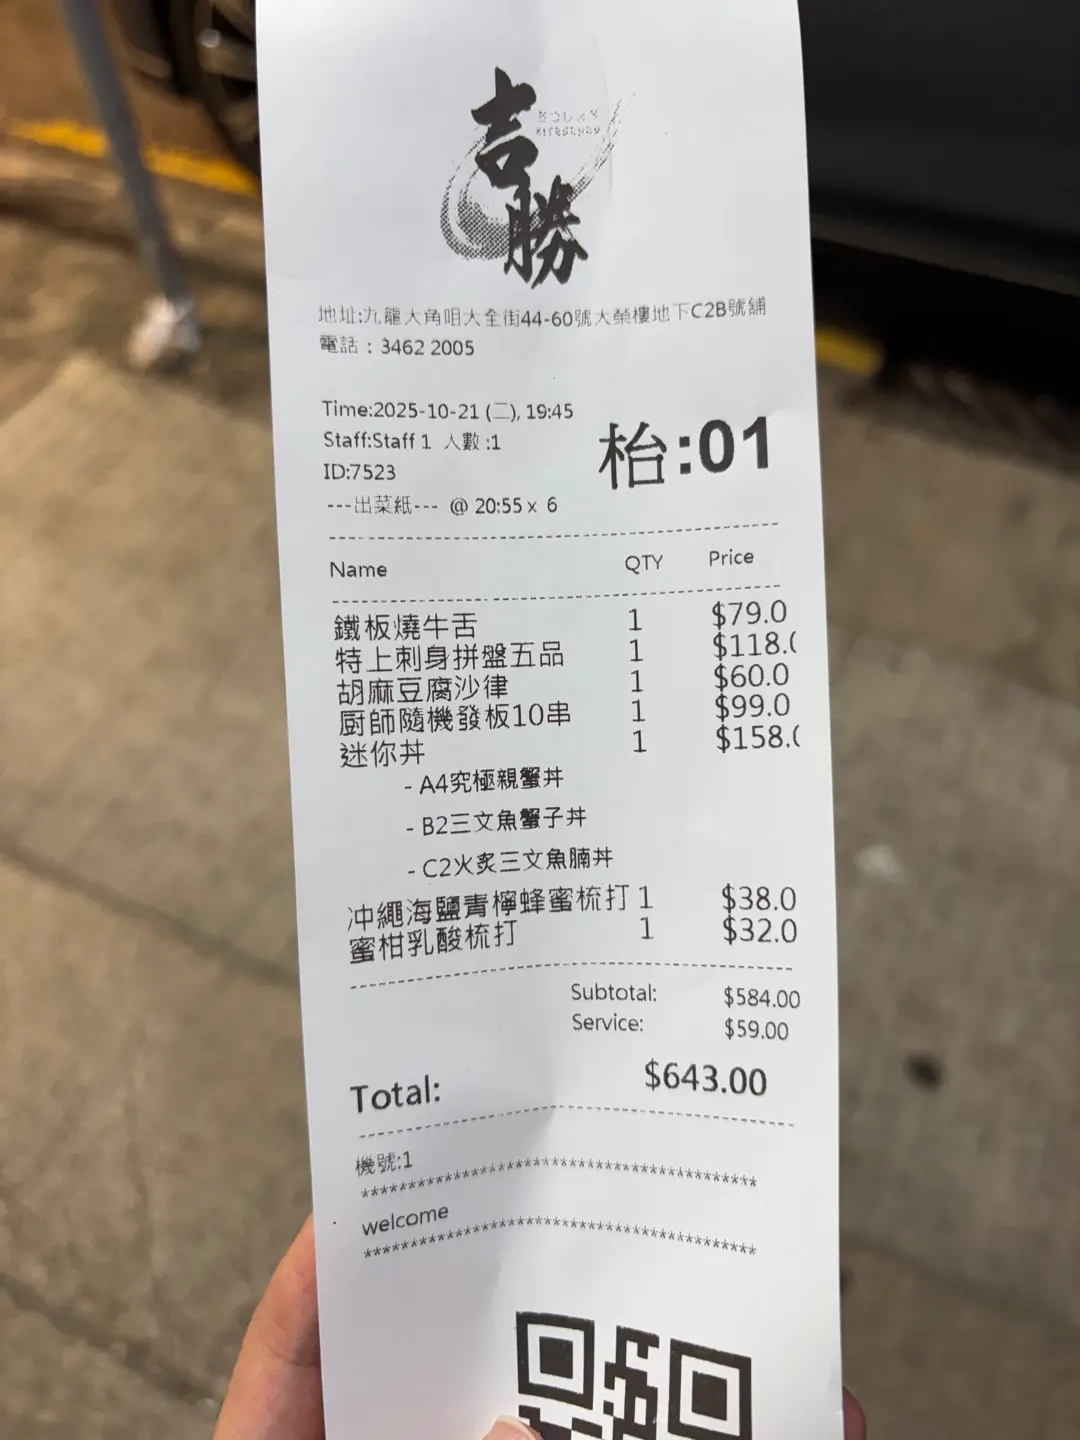 吉勝
地址:九龍大角咀大全街44-60號大榮樓地下C2B號舖
電話：3462 2005
Time:2025-10-21 (二), 19:45
Staff:Staff 1 人數 :1
枱:01
ID:7523
---出菜紙--- @ 20:55 x 6
Name QTY Price
鐵板燒牛舌 1 $79.0
特上刺身拼盤五品 1 $118.(
胡麻豆腐沙律 1 $60.0
厨師隨機發板10串 1 $99.0
迷你丼 1 $158.(
- A4究極親蟹丼
- B2三文魚蟹子丼
- C2火炙三文魚腩丼
冲繩海鹽青檸蜂蜜梳打 1 $38.0
蜜柑乳酸梳打 1 $32.0
Subtotal: $584.00
Service: $59.00
Total: $643.00
機號:1
welcome